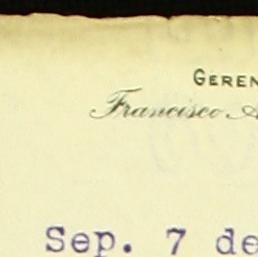 GEREN
Francisco A
Sep. 7 de